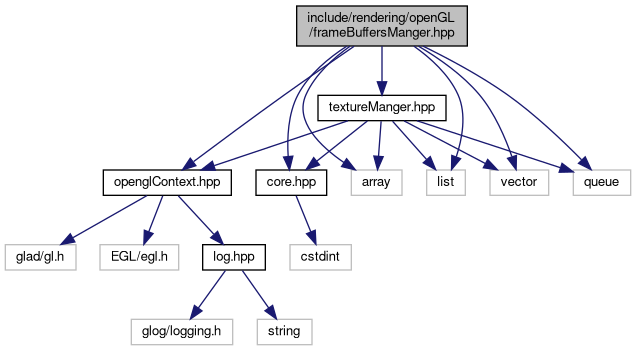 include/rendering/openGL
/frameBuffersManger.hpp
textureManger.hpp
openglContext.hpp
core.hpp
array
list
vector
queue
glad/gl.h
EGL/egl.h
log.hpp
cstdint
glog/logging.h
string